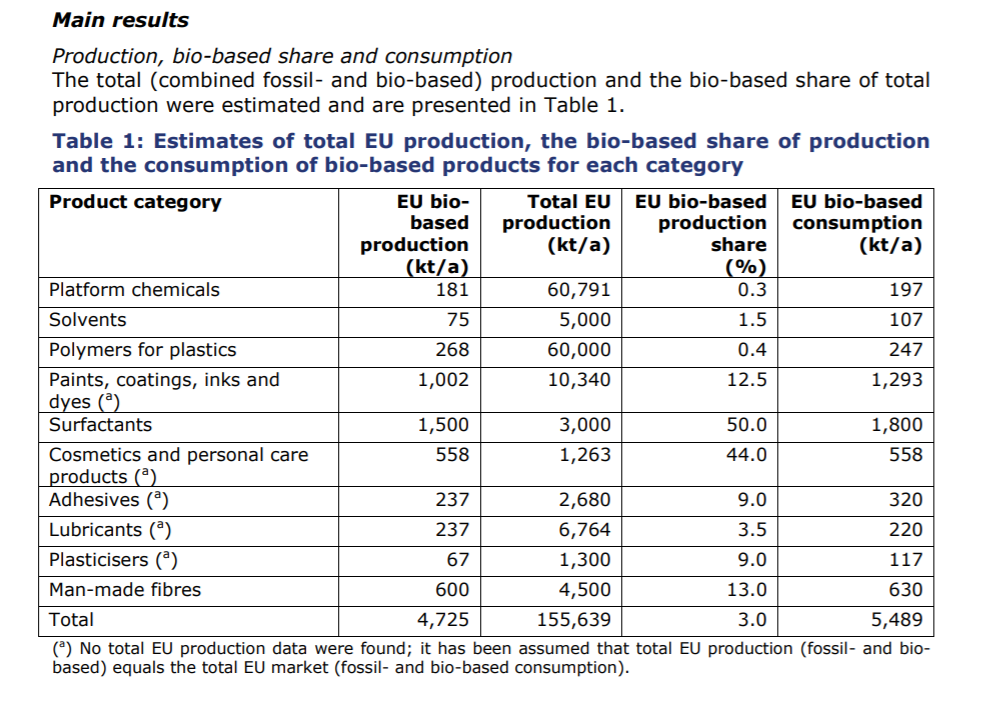 Main results
Production, bio-based share and consumption
The total (combined fossil- and bio-based) production and the bio-based share of total
production were estimated and are presented in Table 1.
Table 1: Estimates of total EU production, the bio-based share of production
and the consumption of bio-based products for each category
Product category EU bio- Total EU EU bio-based EU bio-based
based production production consumption
production (kt/a) share (kt/a)
(kt/a) (%)
Platform chemicals 181 60,791 0.3 197
Solvents 75 5,000 1.5 107
Polymers for plastics 268 60,000 0.4 247
Paints, coatings, inks and 1,002 10,340 12.5 1,293
dyes (ª)
Surfactants 1,500 3,000 50.0 1,800
Cosmetics and personal care 558 1,263 44.0 558
products (ª)
Adhesives (ª) 237 2,680 9.0 320
Lubricants (ª) 237 6,764 3.5 220
Plasticisers (ª) 67 1,300 9.0 117
Man-made fibres 600 4,500 13.0 630
Total 4,725 155,639 3.0 5,489
(ª) No total EU production data were found; it has been assumed that total EU production (fossil- and bio-
based) equals the total EU market (fossil- and bio-based consumption).